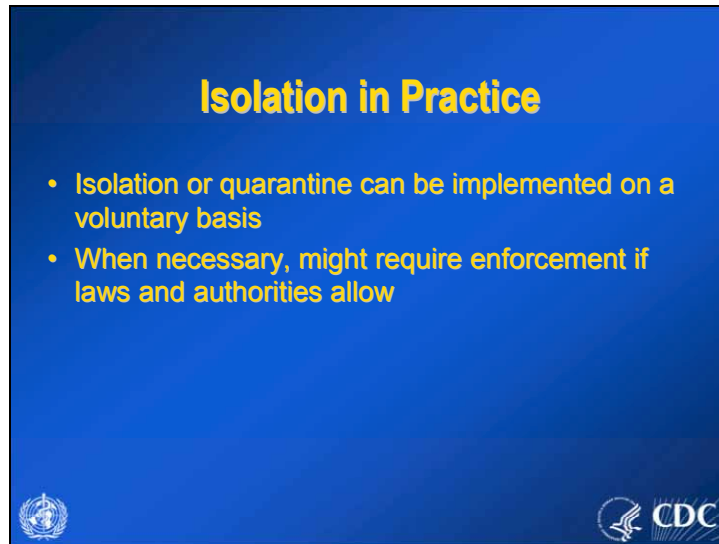 Isolation in Practice
• Isolation or quarantine can be implemented on a
voluntary basis
• When necessary, might require enforcement if
laws and authorities allow
CDC